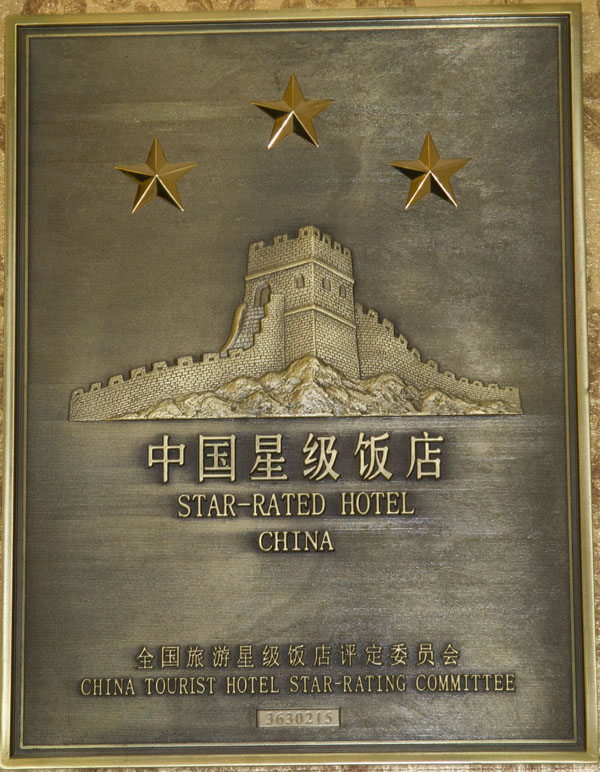 中国星级饭店
STAR-RATED HOTEL
CHINA
全国旅游星级饭店评定委员会
CHINA TOURIST HOTEL STAR-RATING COMMITTEE
3630215